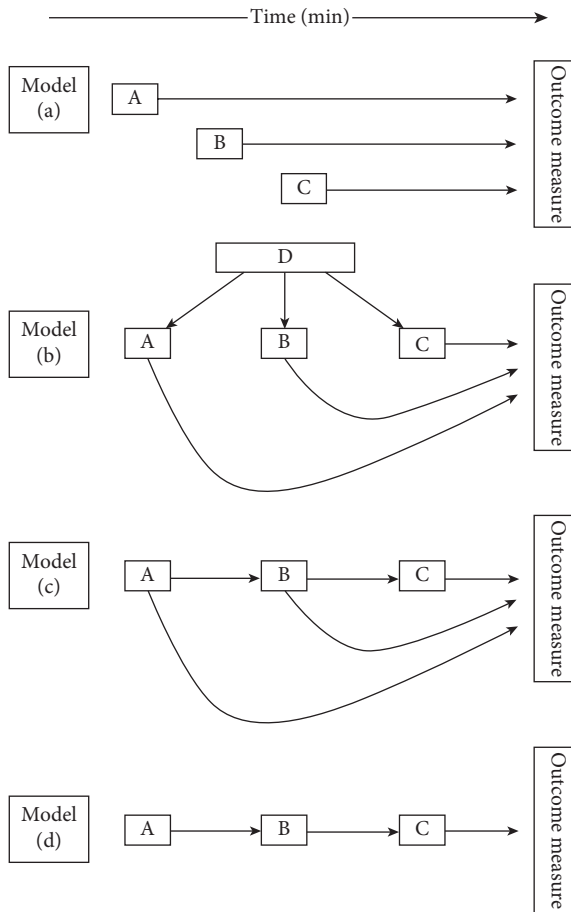 Time (min)
Model
(a)
A
B
C
Outcome measure
D
Model
(b)
A
B
C
Outcome measure
Model
(c)
A
B
C
Outcome measure
Model
(d)
A
B
C
Outcome measure